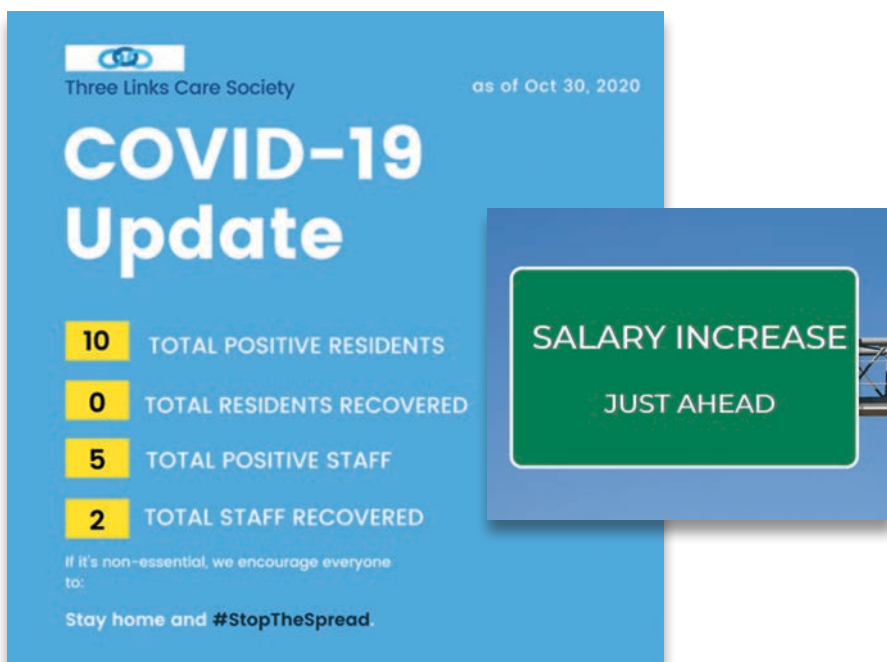 Three Links Care Society
as of Oct 30, 2020
COVID-19
Update
10 TOTAL POSITIVE RESIDENTS
0 TOTAL RESIDENTS RECOVERED
5 TOTAL POSITIVE STAFF
2 TOTAL STAFF RECOVERED
If it's non-essential, we encourage everyone
to:
Stay home and #StopTheSpread.
SALARY INCREASE
JUST AHEAD